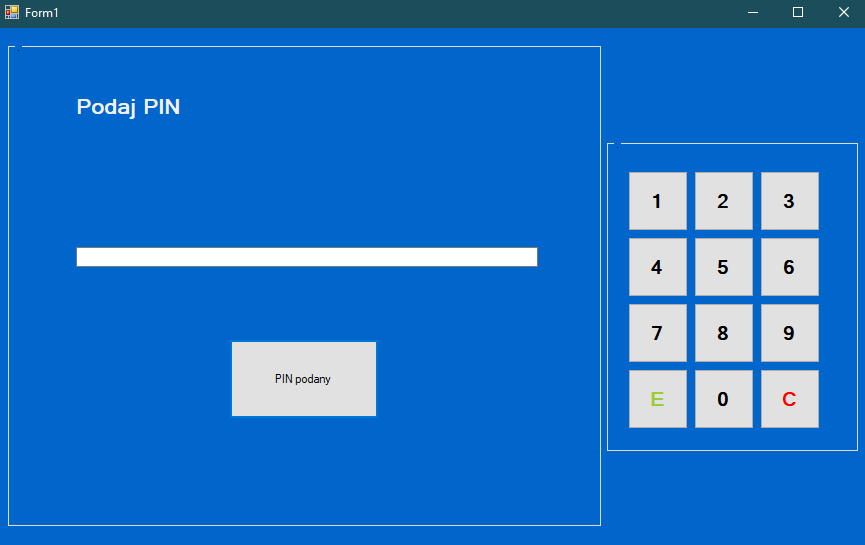 Form1
Podaj PIN
PIN podany
1 2 3
4 5 6
7 8 9
E 0 C